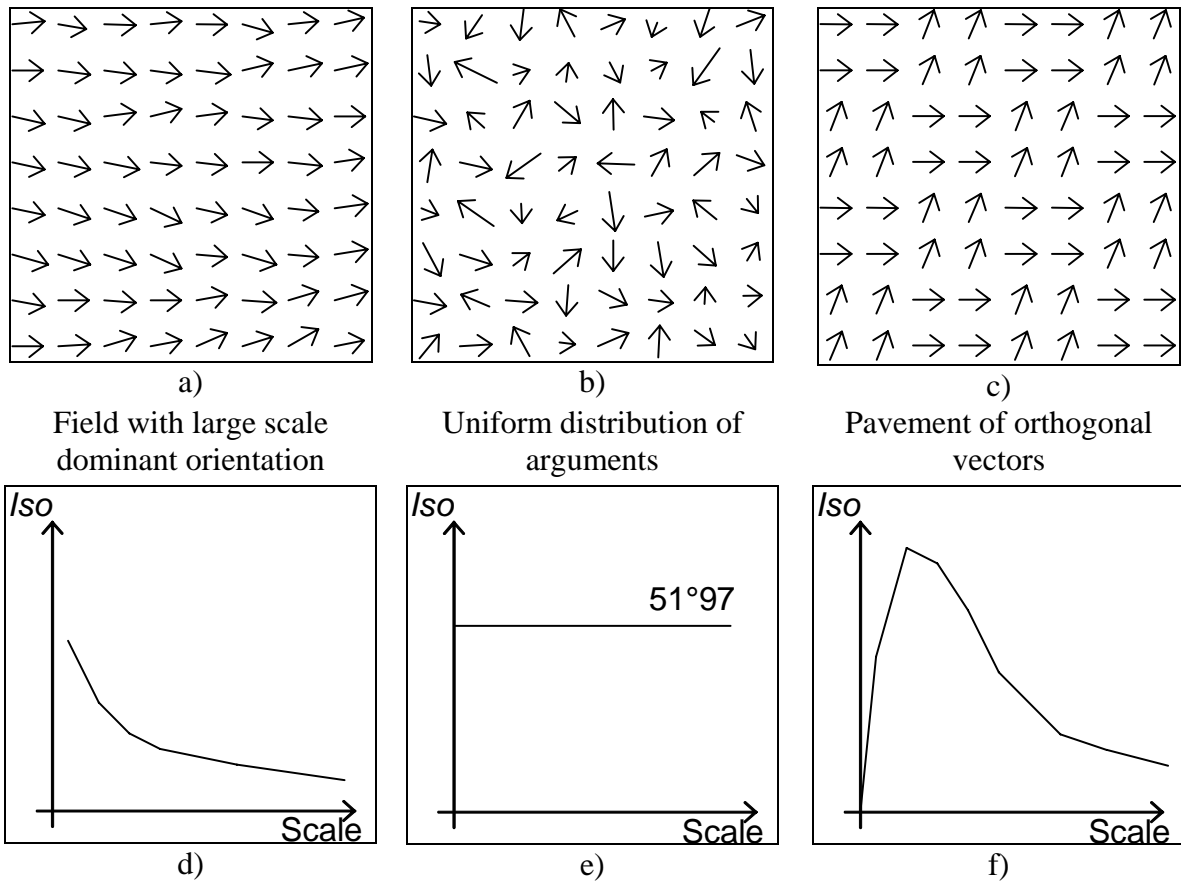 a)
b)
c)
Field with large scale
dominant orientation
Uniform distribution of
arguments
Pavement of orthogonal
vectors
Iso
Scale
d)
Iso
51°97
Scale
e)
Iso
Scale
f)